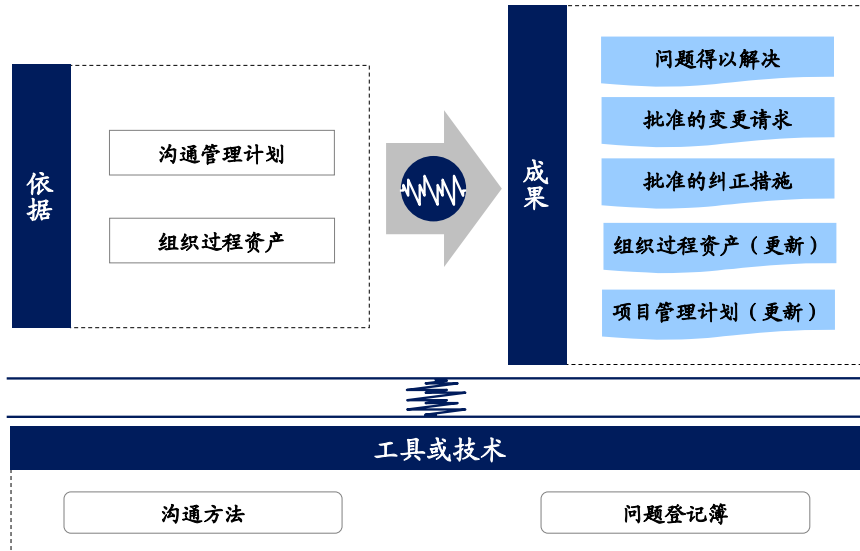 依据
沟通管理计划
组织过程资产
成果
问题得以解决
批准的变更请求
批准的纠正措施
组织过程资产（更新）
项目管理计划（更新）
工具或技术
沟通方法
问题登记簿